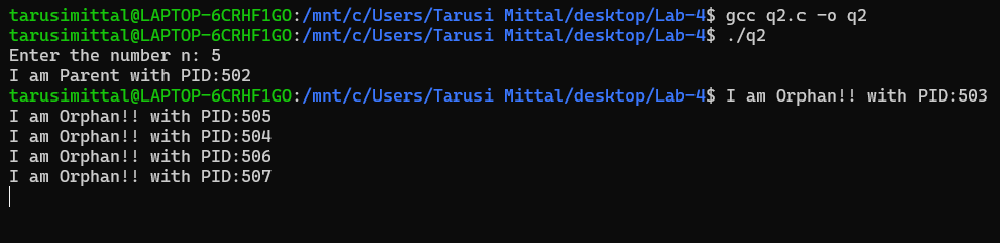 tarusimittal@LAPTOP-6CRHF1GO:/mnt/c/Users/Tarusi Mittal/desktop/Lab-4$ gcc q2.c -o q2
tarusimittal@LAPTOP-6CRHF1GO:/mnt/c/Users/Tarusi Mittal/desktop/Lab-4$ ./q2
Enter the number n: 5
I am Parent with PID:502
tarusimittal@LAPTOP-6CRHF1GO:/mnt/c/Users/Tarusi Mittal/desktop/Lab-4$ I am Orphan!! with PID:503
I am Orphan!! with PID:505
I am Orphan!! with PID:504
I am Orphan!! with PID:506
I am Orphan!! with PID:507